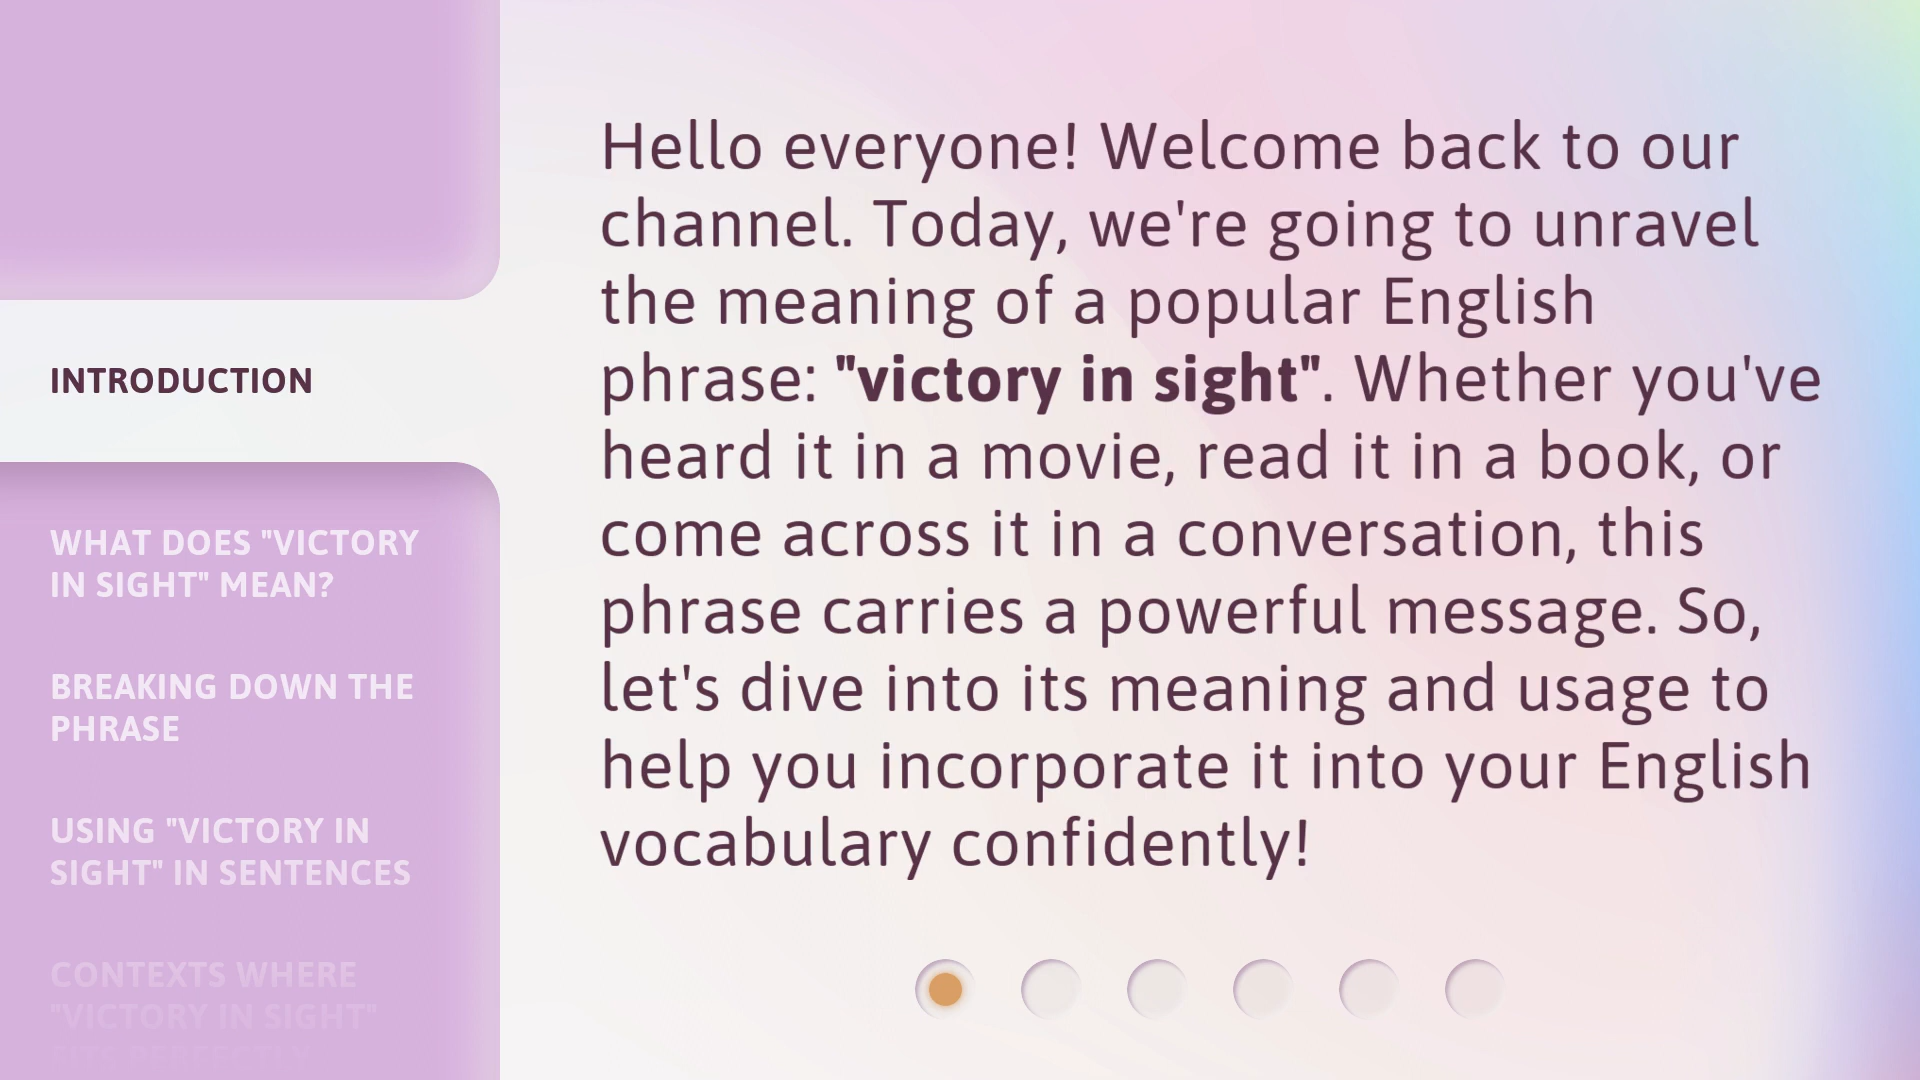 INTRODUCTION
WHAT DOES "VICTORY
IN SIGHT" MEAN?
BREAKING DOWN THE
PHRASE
USING "VICTORY IN
SIGHT" IN SENTENCES
CONTEXTS WHERE
"VICTORY IN SIGHT"
FITS PERFECTLY
Hello everyone! Welcome back to our
channel. Today, we're going to unravel
the meaning of a popular English
phrase: "victory in sight". Whether you've
heard it in a movie, read it in a book, or
come across it in a conversation, this
phrase carries a powerful message. So,
let's dive into its meaning and usage to
help you incorporate it into your English
vocabulary confidently!